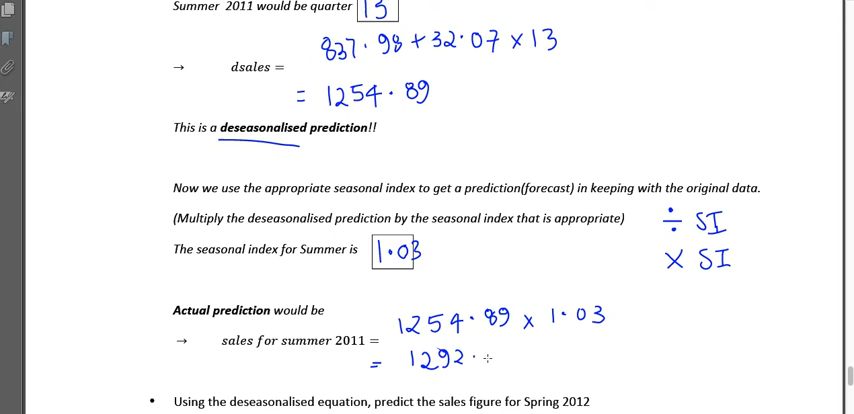 Summer 2011 would be quarter 13
837.98 + 32.07 × 13
→ dsales =
= 1254.89
This is a deseasonalised prediction!!
Now we use the appropriate seasonal index to get a prediction(forecast) in keeping with the original data.
(Multiply the deseasonalised prediction by the seasonal index that is appropriate) ÷ SI
The seasonal index for Summer is 1.03 × SI
Actual prediction would be
1254.89 × 1.03
→ sales for summer 2011 =
= 1292.
• Using the deseasonalised equation, predict the sales figure for Spring 2012